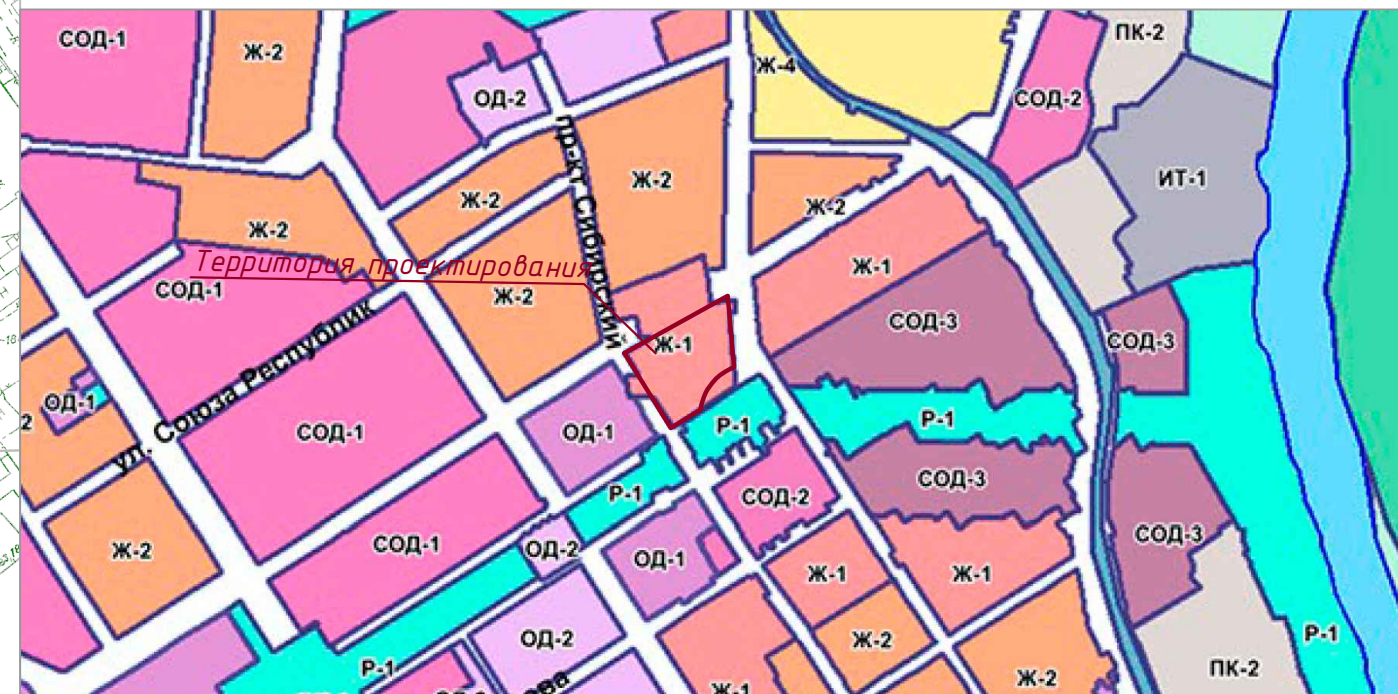 СОД-1
Ж-2
ПК-2
Ж-4
ОД-2
СОД-2
пр-кт Сибирский
Ж-2
Ж-2
ИТ-1
Ж-2
Ж-2
Территория проектирования
Ж-1
СОД-1
Ж-2
ул. Союза Республик
СОД-3
СОД-3
Ж-1
ОД-1
2
Р-1
Р-1
СОД-1
ОД-1
СОД-3
Р-1
СОД-2
СОД-3
СОД-1
ОД-2
Ж-2
ОД-1
Ж-1
Ж-1
ОД-2
Ж-2
Р-1
Р-1
ПК-2
Ж-2
Ж-1